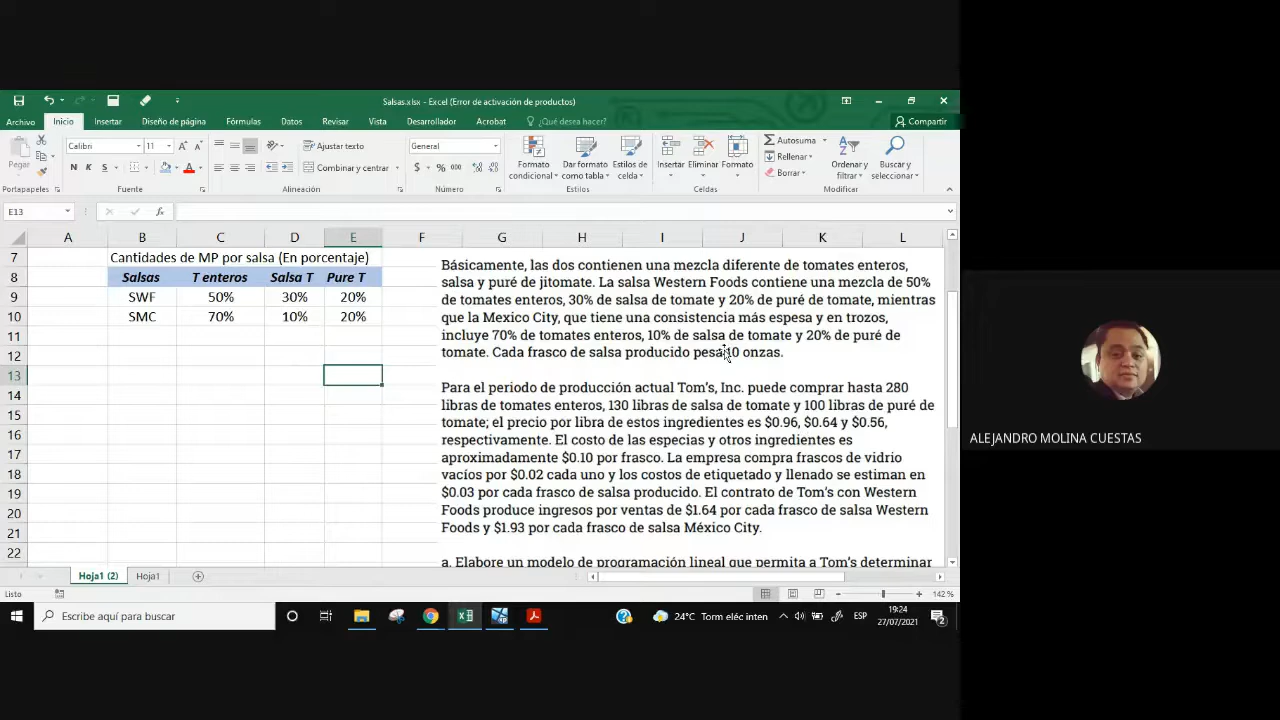 Salsas.xlsx - Excel (Error de activación de productos)
Archivo Inicio Insertar Diseño de página Fórmulas Datos Revisar Vista Desarrollador Acrobat ¿Qué desea hacer? Compartir
Pegar
Calibri 11
N K S
Ajustar texto
Combinar y centrar
General
$ % 000
Formato condicional
Dar formato como tabla
Estilos de celda
Insertar Eliminar Formato
Autosuma
Rellenar
Borrar
Ordenar y filtrar
Buscar y seleccionar
Portapapeles Fuente Alineación Número Estilos Celdas Modificar
E13 fx
A B C D E F G H I J K L
7 Cantidades de MP por salsa (En porcentaje)
8 Salsas T enteros Salsa T Pure T
9 SWF 50% 30% 20%
10 SMC 70% 10% 20%
11
12
13
14
15
16
17
18
19
20
21
22
Básicamente, las dos contienen una mezcla diferente de tomates enteros,
salsa y puré de jitomate. La salsa Western Foods contiene una mezcla de 50%
de tomates enteros, 30% de salsa de tomate y 20% de puré de tomate, mientras
que la Mexico City, que tiene una consistencia más espesa y en trozos,
incluye 70% de tomates enteros, 10% de salsa de tomate y 20% de puré de
tomate. Cada frasco de salsa producido pesa 10 onzas.
Para el periodo de producción actual Tom's, Inc. puede comprar hasta 280
libras de tomates enteros, 130 libras de salsa de tomate y 100 libras de puré de
tomate; el precio por libra de estos ingredientes es $0.96, $0.64 y $0.56,
respectivamente. El costo de las especias y otros ingredientes es
aproximadamente $0.10 por frasco. La empresa compra frascos de vidrio
vacíos por $0.02 cada uno y los costos de etiquetado y llenado se estiman en
$0.03 por cada frasco de salsa producido. El contrato de Tom's con Western
Foods produce ingresos por ventas de $1.64 por cada frasco de salsa Western
Foods y $1.93 por cada frasco de salsa México City.
a. Elabore un modelo de programación lineal que permita a Tom's determinar
Hoja1 (2) Hoja1
Listo 142 %
Escribe aquí para buscar
24°C Torm eléc inten
ESP
19:24
27/07/2021
2
ALEJANDRO MOLINA CUESTAS